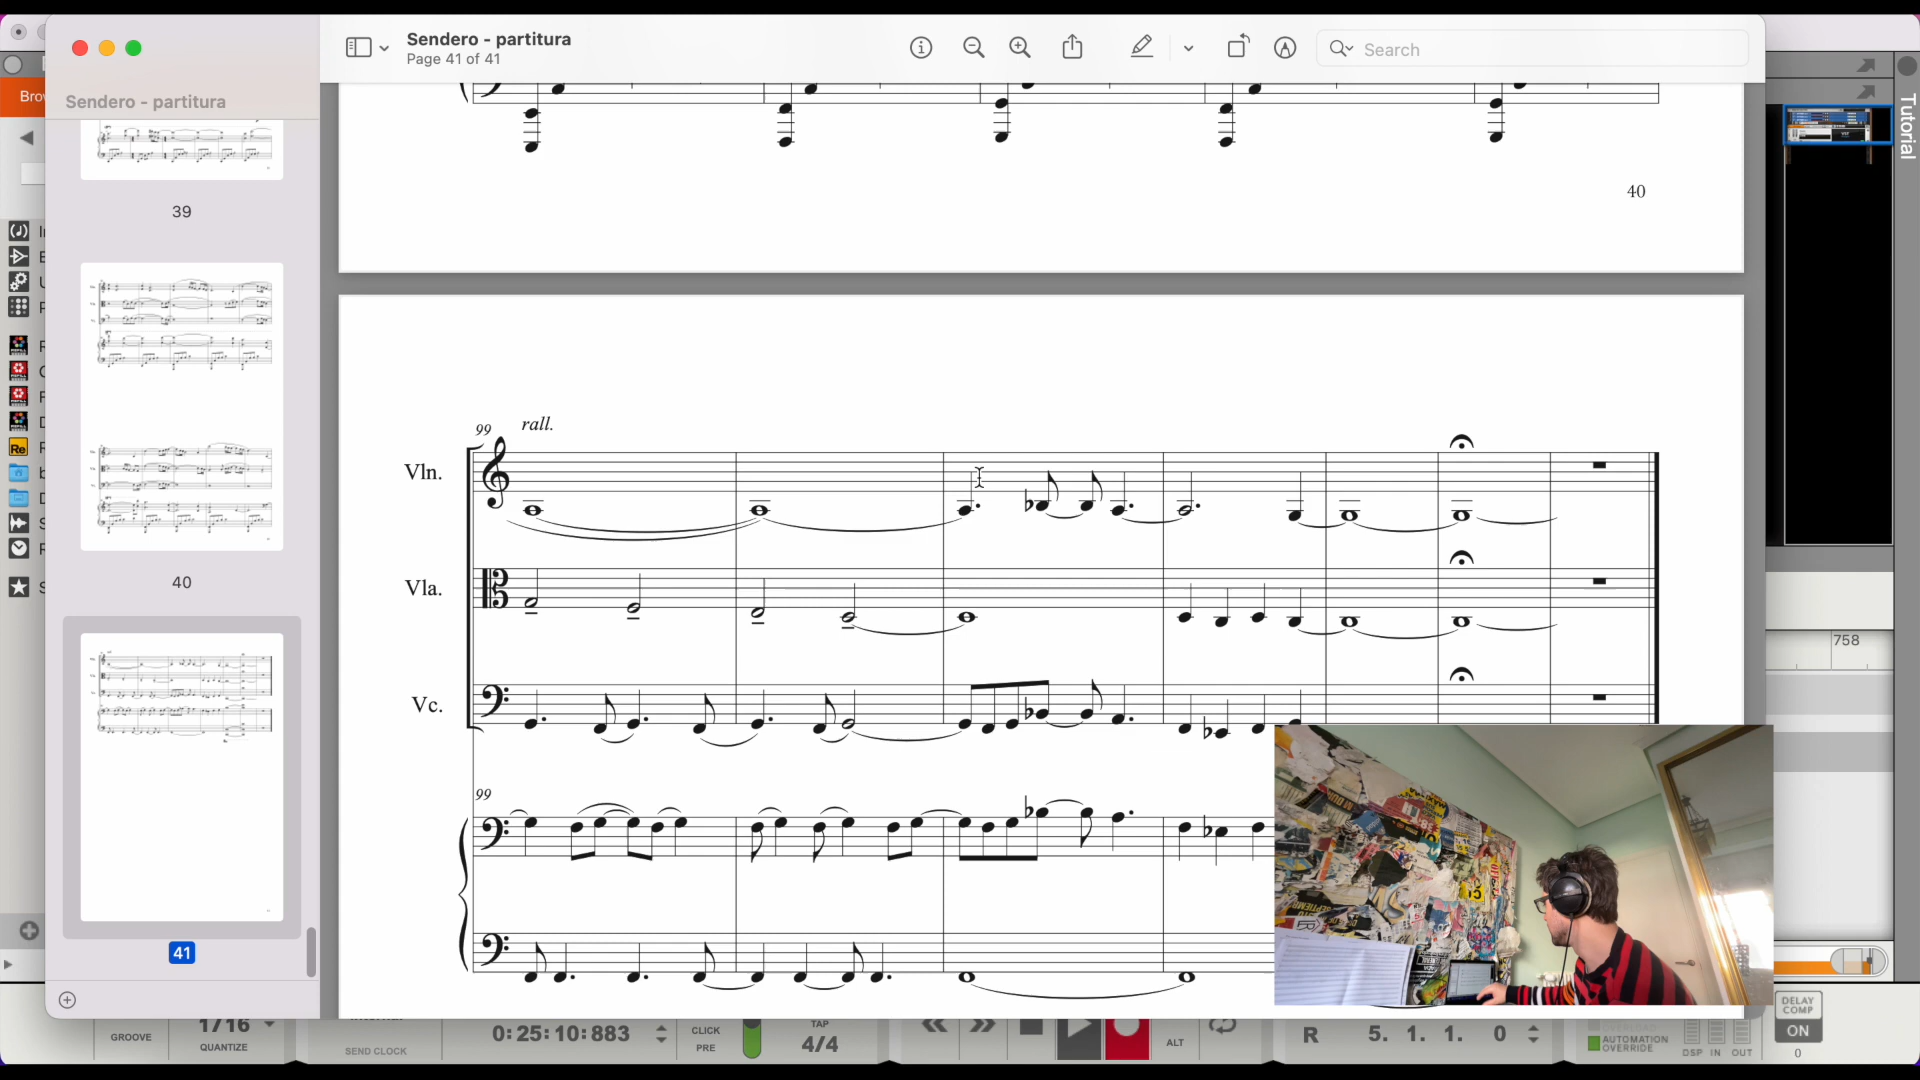 Sendero - partitura
Page 41 of 41
Search
Sendero - partitura
Tutorial
39
40
99
rall.
Vln.
Vla.
40
Vc.
758
99
41
GROOVE
1/16
QUANTIZE
SEND CLOCK
0:25:10:883
CLICK
PRE
TAP
4/4
ALT
R 5. 1. 1. 0
AUTOMATION
OVERRIDE
DSP IN OUT
DELAY
COMP
ON
0
Re